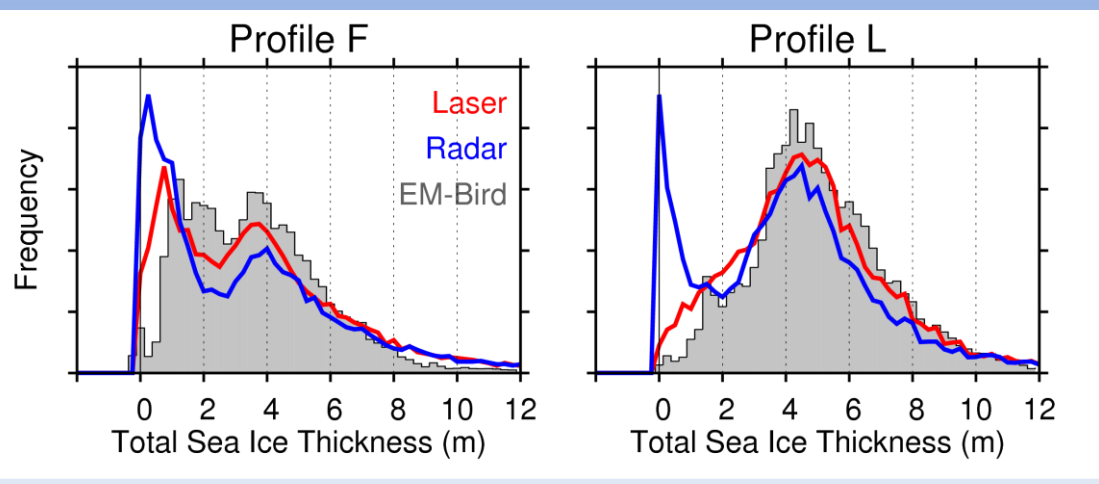 Profile F
Profile L
Laser
Radar
EM-Bird
Frequency
0 2 4 6 8 10 12
0 2 4 6 8 10 12
Total Sea Ice Thickness (m)
Total Sea Ice Thickness (m)